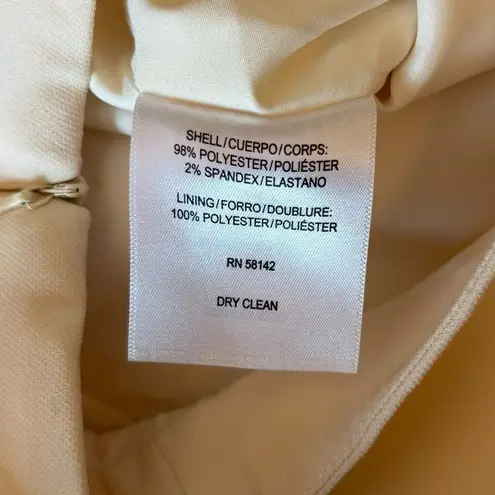 SHELL/CUERPO/CORPS:
98% POLYESTER/POLIÉSTER
2% SPANDEX/ELASTANO
LINING/FORRO/DOUBLURE:
100% POLYESTER/POLIÉSTER
RN 58142
DRY CLEAN